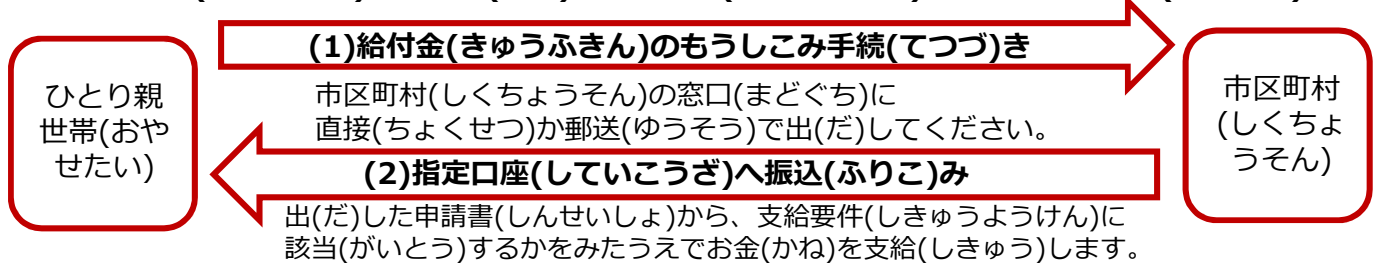 (1)給付金(きゅうふきん)のもうしこみ手続(てつづ)き
ひとり親
世帯(おや
せたい)
市区町村(しくちょうそん)の窓口(まどぐち)に
直接(ちょくせつ)か郵送(ゆうそう)で出(だ)してください。
市区町村
(しくちょ
うそん)
(2)指定口座(していこうざ)へ振込(ふりこ)み
出(だ)した申請書(しんせいしょ)から、支給要件(しきゅうようけん)に
該当(がいとう)するかをみたうえでお金(かね)を支給(しきゅう)します。